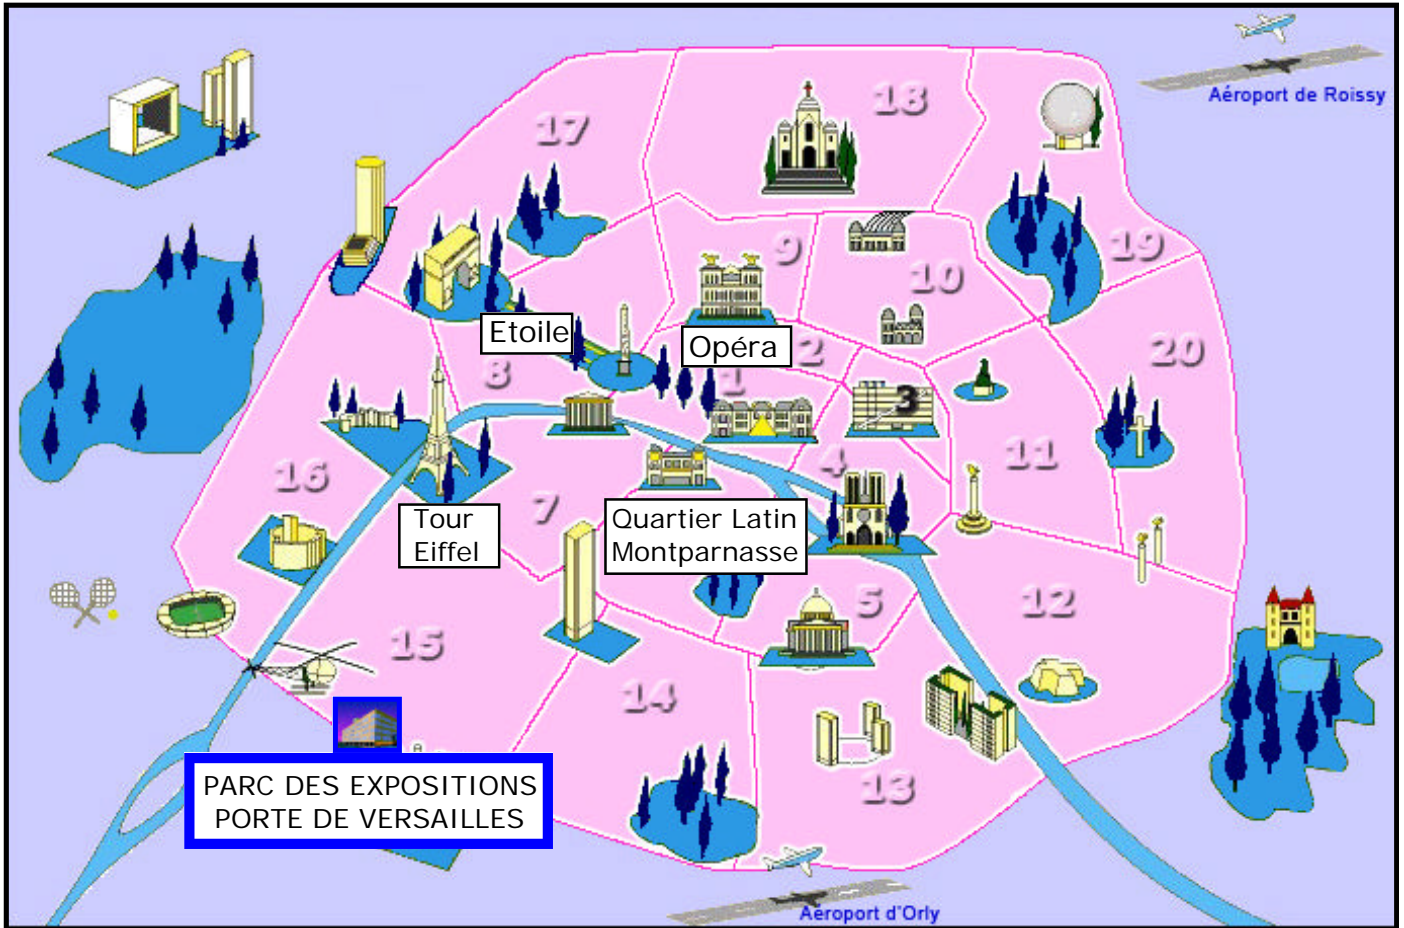 Aéroport de Roissy
18
17
9
19
10
Etoile
Opéra
2
20
8
1
3
16
4
11
7
Tour
Eiffel
Quartier Latin
Montparnasse
5
12
15
14
13
PARC DES EXPOSITIONS
PORTE DE VERSAILLES
Aéroport d'Orly